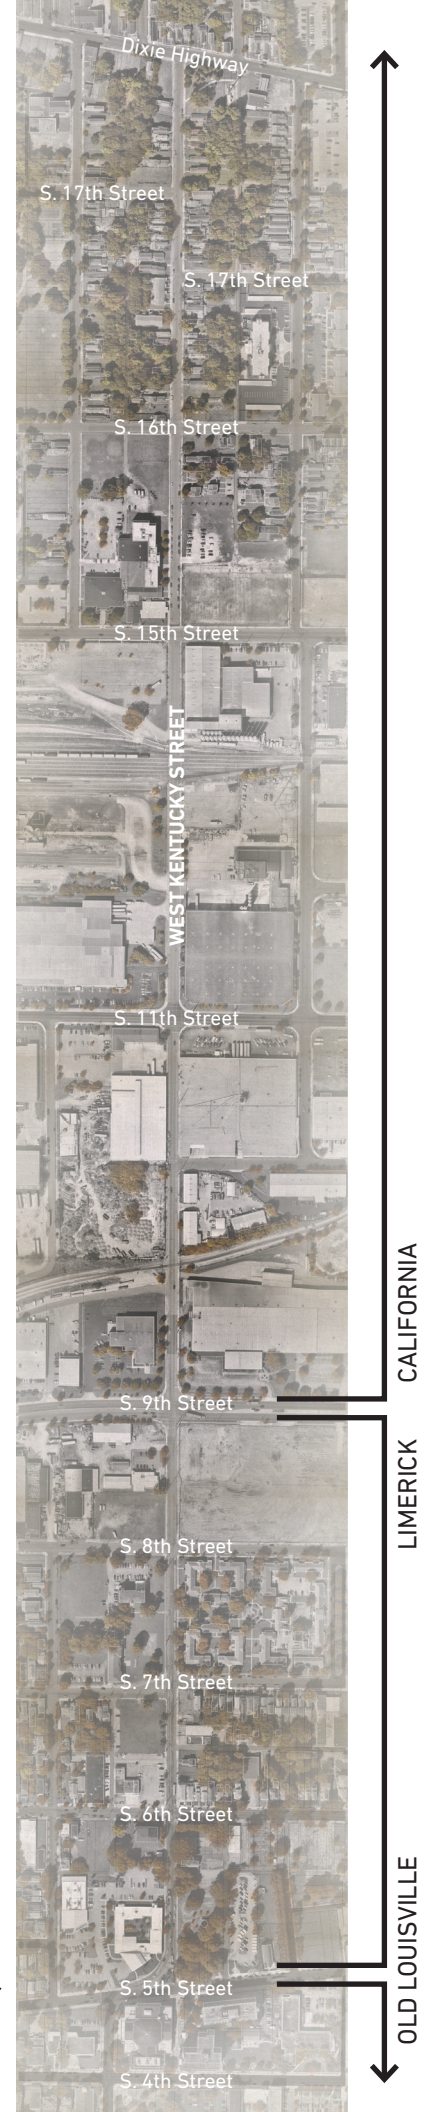 Dixie Highway
S. 17th Street
S. 17th Street
S. 16th Street
S. 15th Street
WEST KENTUCKY STREET
S. 11th Street
CALIFORNIA
S. 9th Street
LIMERICK
S. 8th Street
S. 7th Street
S. 6th Street
OLD LOUISVILLE
S. 5th Street
S. 4th Street